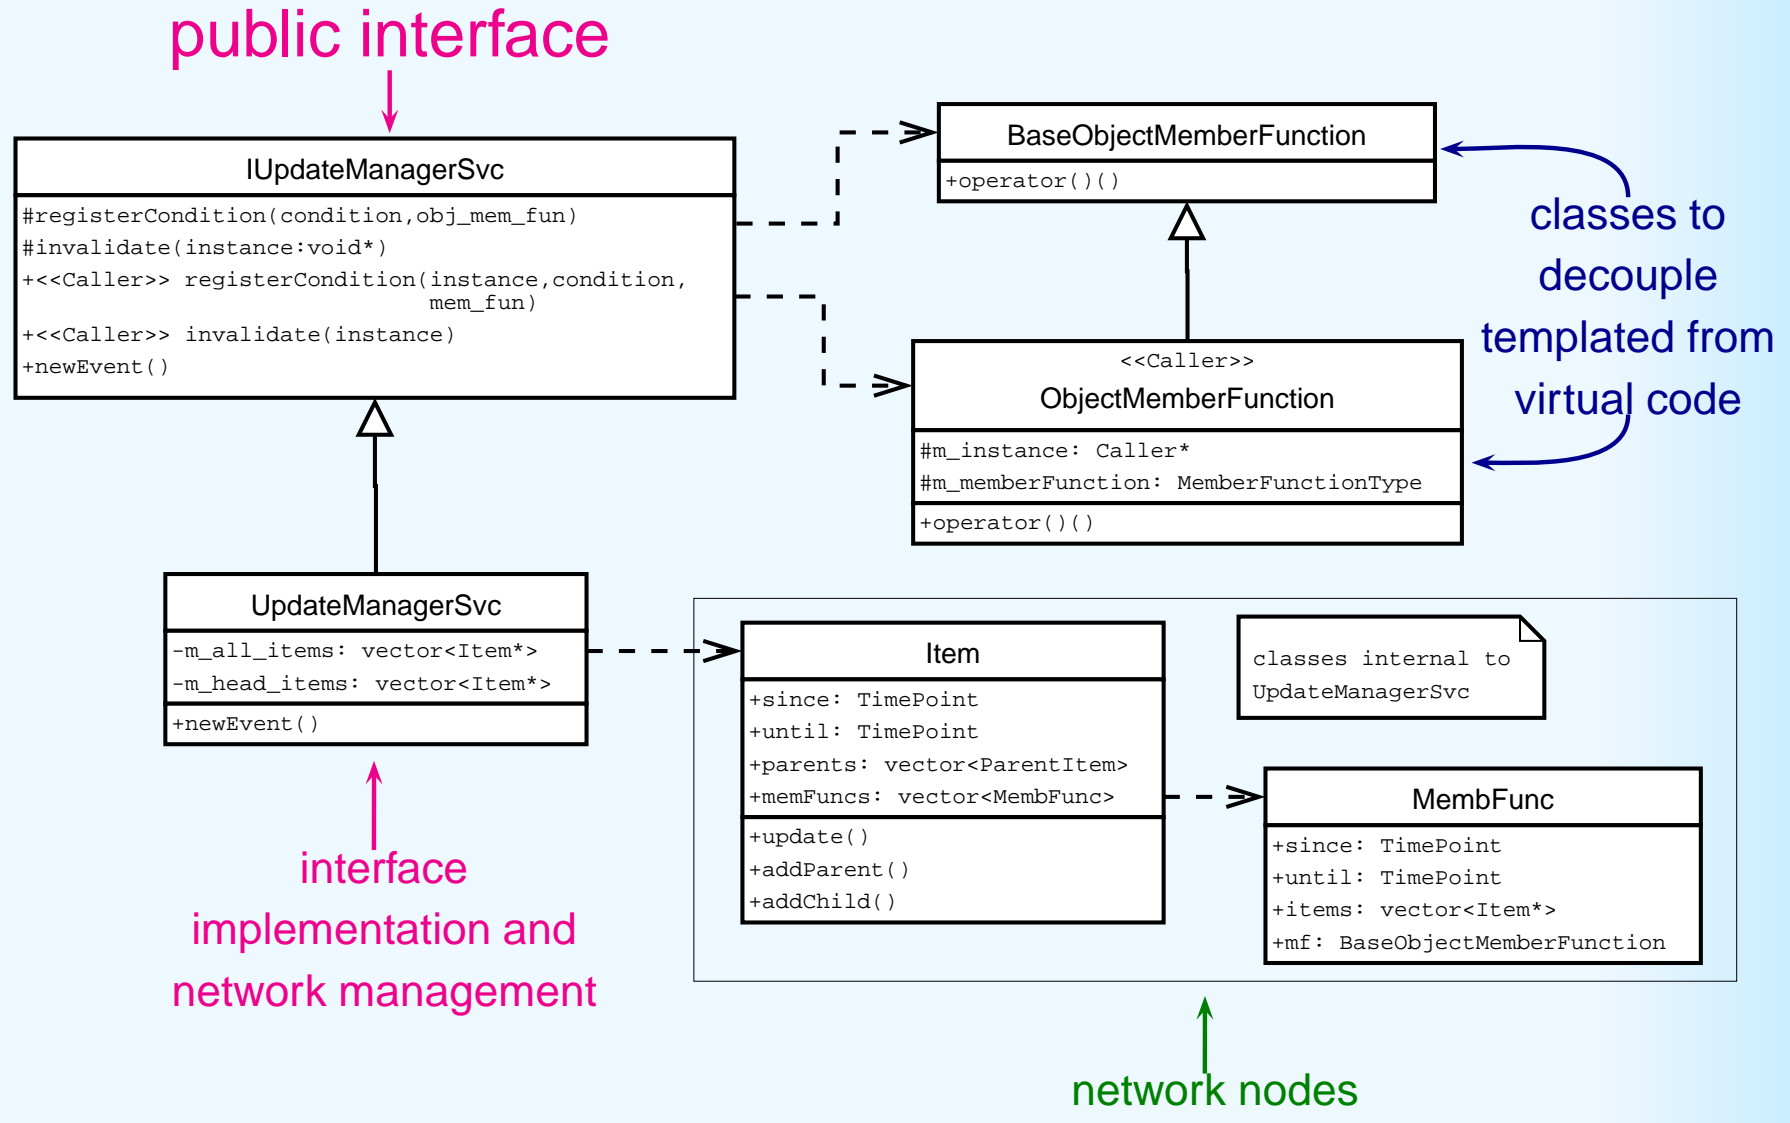 public interface
IUpdateManagerSvc
#registerCondition(condition,obj_mem_fun)
#invalidate(instance:void*)
+<<Caller>> registerCondition(instance,condition,
mem_fun)
+<<Caller>> invalidate(instance)
+newEvent()
BaseObjectMemberFunction
+operator()()
classes to
decouple
templated from
virtual code
<<Caller>>
ObjectMemberFunction
#m_instance: Caller*
#m_memberFunction: MemberFunctionType
+operator()()
UpdateManagerSvc
-m_all_items: vector<Item*>
-m_head_items: vector<Item*>
+newEvent()
interface
implementation and
network management
Item
+since: TimePoint
+until: TimePoint
+parents: vector<ParentItem>
+memFuncs: vector<MembFunc>
+update()
+addParent()
+addChild()
classes internal to
UpdateManagerSvc
MembFunc
+since: TimePoint
+until: TimePoint
+items: vector<Item*>
+mf: BaseObjectMemberFunction
network nodes